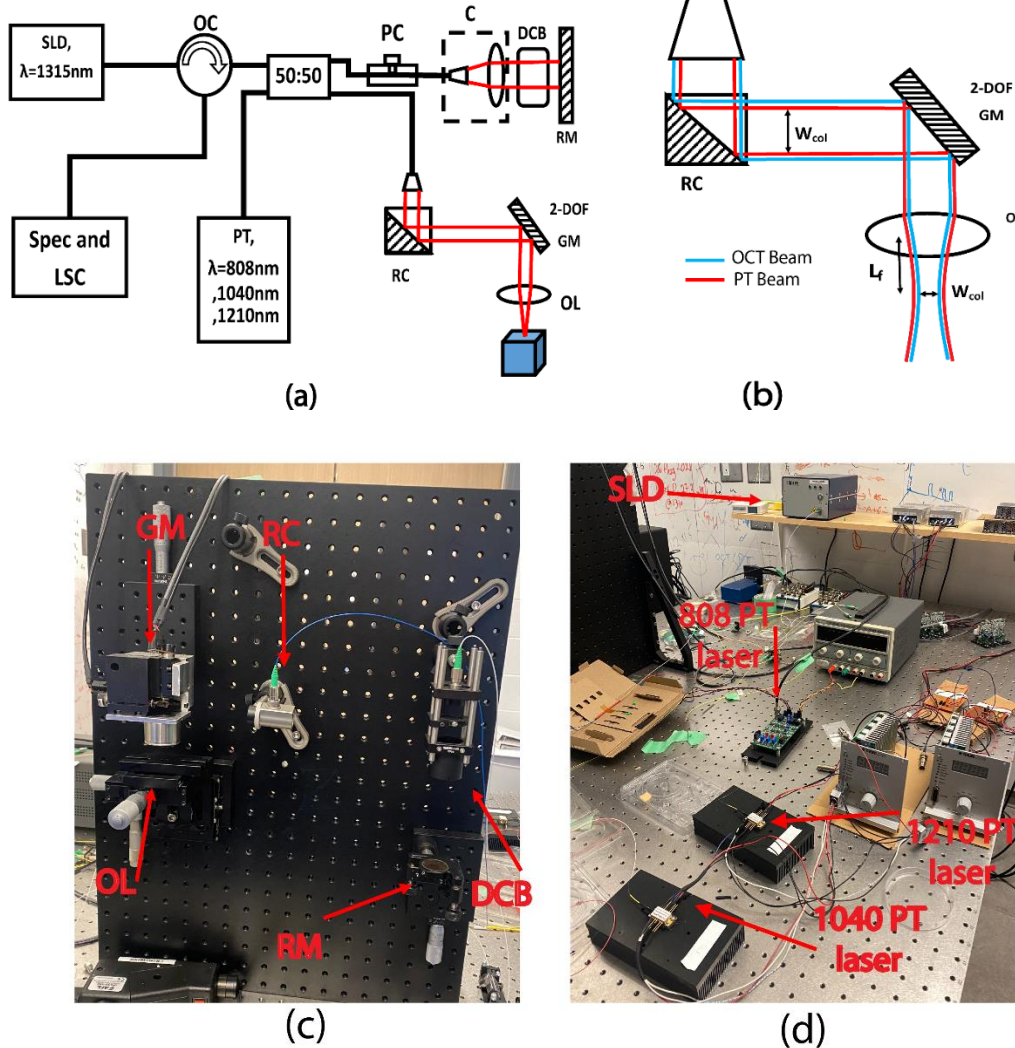 OC
SLD,
λ=1315nm
PC
C
DCB
50:50
RM
Spec and
LSC
PT,
λ=808nm
,1040nm
,1210nm
RC
2-DOF
GM
OL
(a)
2-DOF
GM
W_col
RC
O
OCT Beam
PT Beam
L_f
W_col
(b)
GM
RC
OL
RM
DCB
(c)
SLD
808 PT
laser
1210 PT
laser
1040 PT
laser
(d)